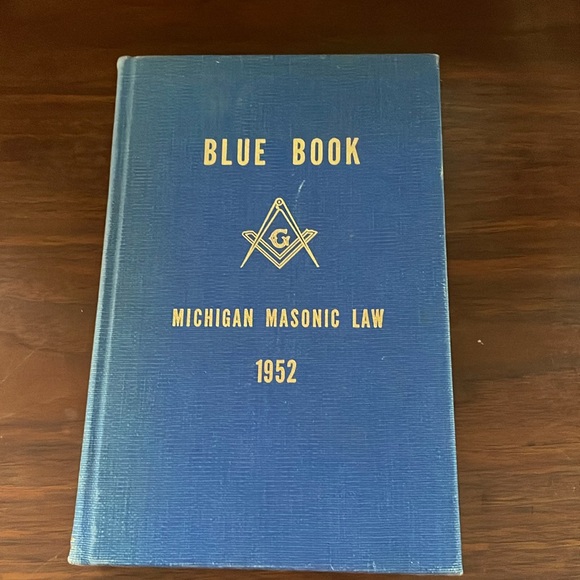 BLUE BOOK
G
MICHIGAN MASONIC LAW
1952